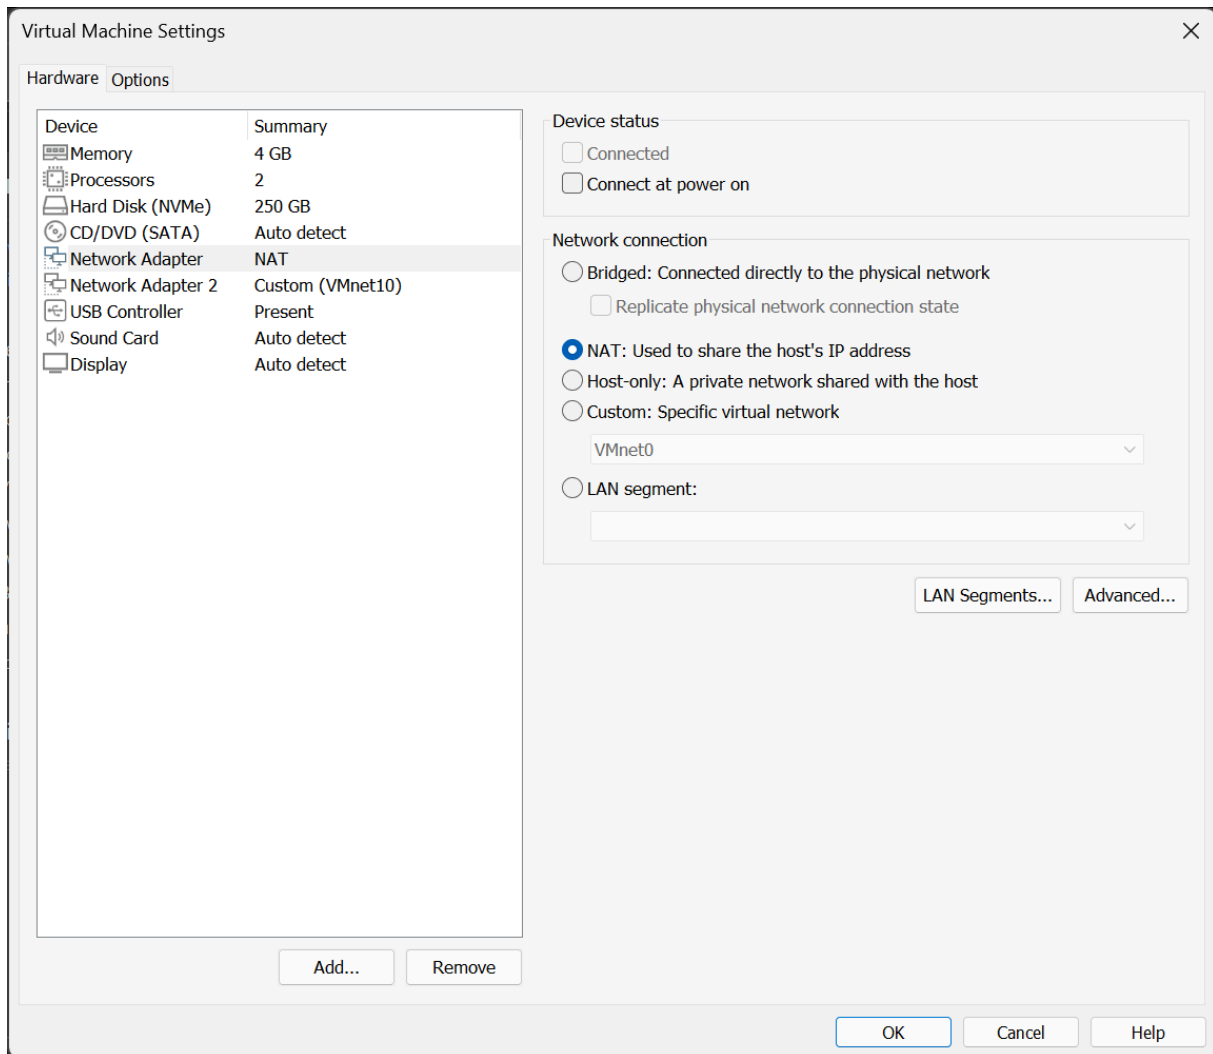 Virtual Machine Settings
Hardware
Options
Device Summary
Memory 4 GB
Processors 2
Hard Disk (NVMe) 250 GB
CD/DVD (SATA) Auto detect
Network Adapter NAT
Network Adapter 2 Custom (VMnet10)
USB Controller Present
Sound Card Auto detect
Display Auto detect
Add...
Remove
Device status
Connected
Connect at power on
Network connection
Bridged: Connected directly to the physical network
Replicate physical network connection state
NAT: Used to share the host's IP address
Host-only: A private network shared with the host
Custom: Specific virtual network
VMnet0
LAN segment:
LAN Segments...
Advanced...
OK
Cancel
Help